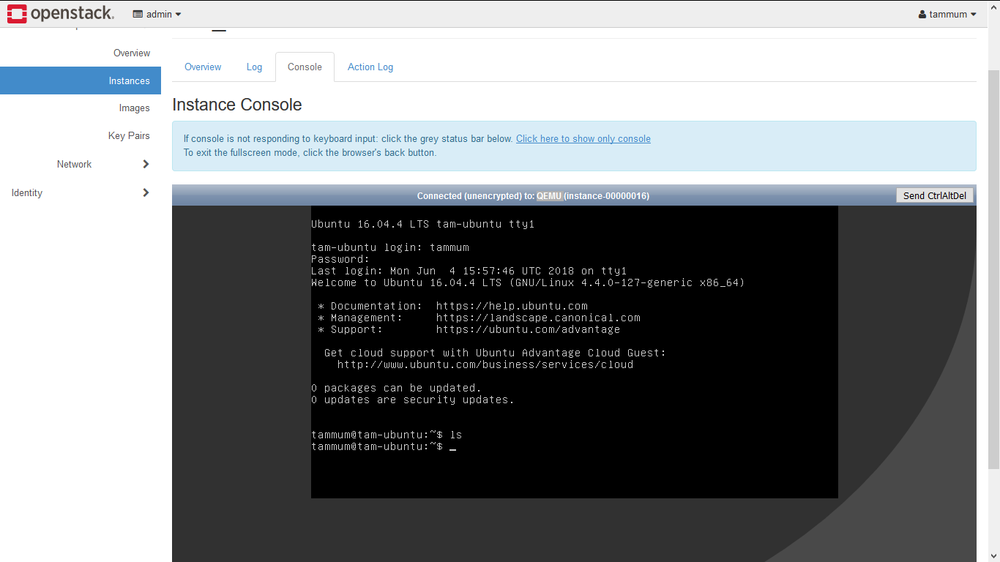 openstack. admin tammum
Overview
Instances
Images
Key Pairs
Network
Identity
Overview Log Console Action Log
Instance Console
If console is not responding to keyboard input: click the grey status bar below. Click here to show only console
To exit the fullscreen mode, click the browser's back button.
Connected (unencrypted) to: QEMU (instance-00000016) Send CtrlAltDel
Ubuntu 16.04.4 LTS tam-ubuntu tty1
tam-ubuntu login: tammum
Password:
Last login: Mon Jun  4 15:57:46 UTC 2018 on tty1
Welcome to Ubuntu 16.04.4 LTS (GNU/Linux 4.4.0-127-generic x86_64)
* Documentation:  https://help.ubuntu.com
* Management:     https://landscape.canonical.com
* Support:        https://ubuntu.com/advantage
Get cloud support with Ubuntu Advantage Cloud Guest:
http://www.ubuntu.com/business/services/cloud
0 packages can be updated.
0 updates are security updates.
tammum@tam-ubuntu:~$ ls
tammum@tam-ubuntu:~$ _